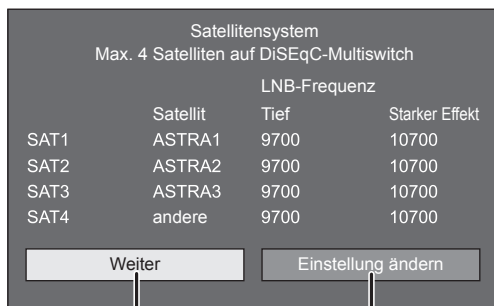 Satellitensystem
Max. 4 Satelliten auf DiSEqC-Multiswitch
LNB-Frequenz
Satellit Tief Starker Effekt
SAT1 ASTRA1 9700 10700
SAT2 ASTRA2 9700 10700
SAT3 ASTRA3 9700 10700
SAT4 andere 9700 10700
Weiter Einstellung ändern